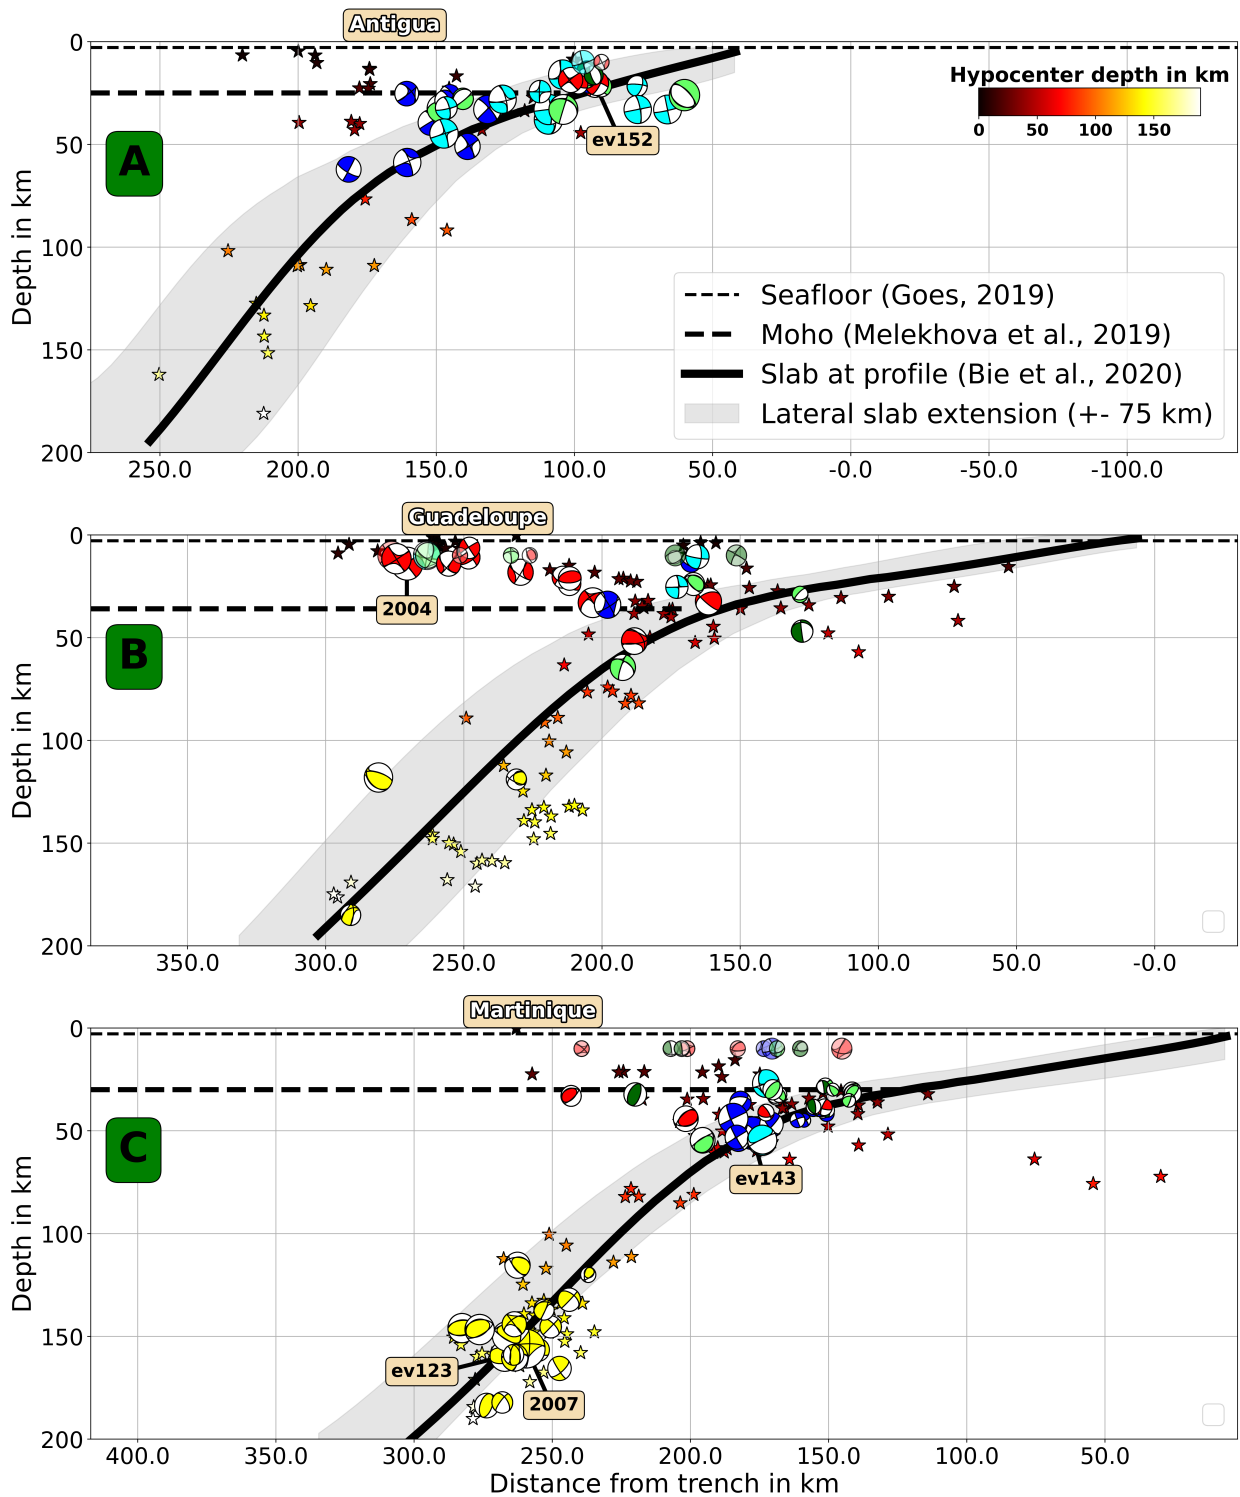 Antigua
Hypocenter depth in km
0 50 100 150
ev152
A
Depth in km
0
50
100
150
200
Seafloor (Goes, 2019)
Moho (Melekhova et al., 2019)
Slab at profile (Bie et al., 2020)
Lateral slab extension (+- 75 km)
250.0 200.0 150.0 100.0 50.0 -0.0 -50.0 -100.0
Guadeloupe
2004
B
Depth in km
0
50
100
150
200
350.0 300.0 250.0 200.0 150.0 100.0 50.0 -0.0
Martinique
C
ev143
ev123
2007
Depth in km
0
50
100
150
200
400.0 350.0 300.0 250.0 200.0 150.0 100.0 50.0
Distance from trench in km